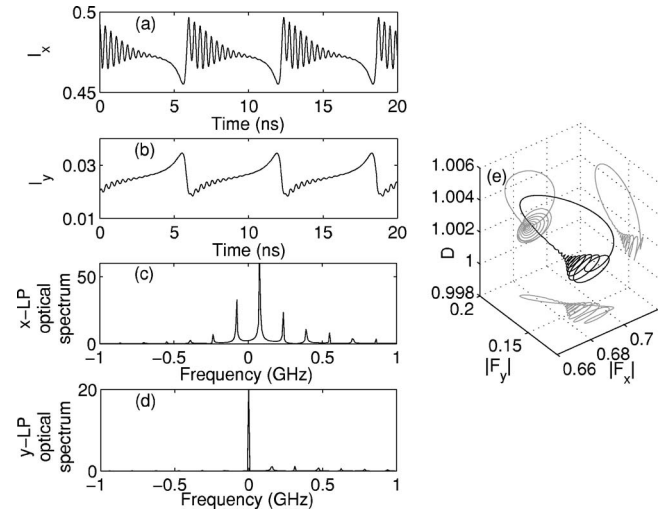 (a)
0.5
I_x
0.45
0 5 10 15 20
Time (ns)
(b)
0.03
I_y
0.01
0 5 10 15 20
Time (ns)
(c)
50
x−LP
optical
spectrum
0
−1 −0.5 0 0.5 1
Frequency (GHz)
(d)
20
y−LP
optical
spectrum
0
−1 −0.5 0 0.5 1
Frequency (GHz)
(e)
1.006
1.004
1.002
1
0.998
D
0.2
0.15
|F_y|
0.66
0.68
0.7
|F_x|